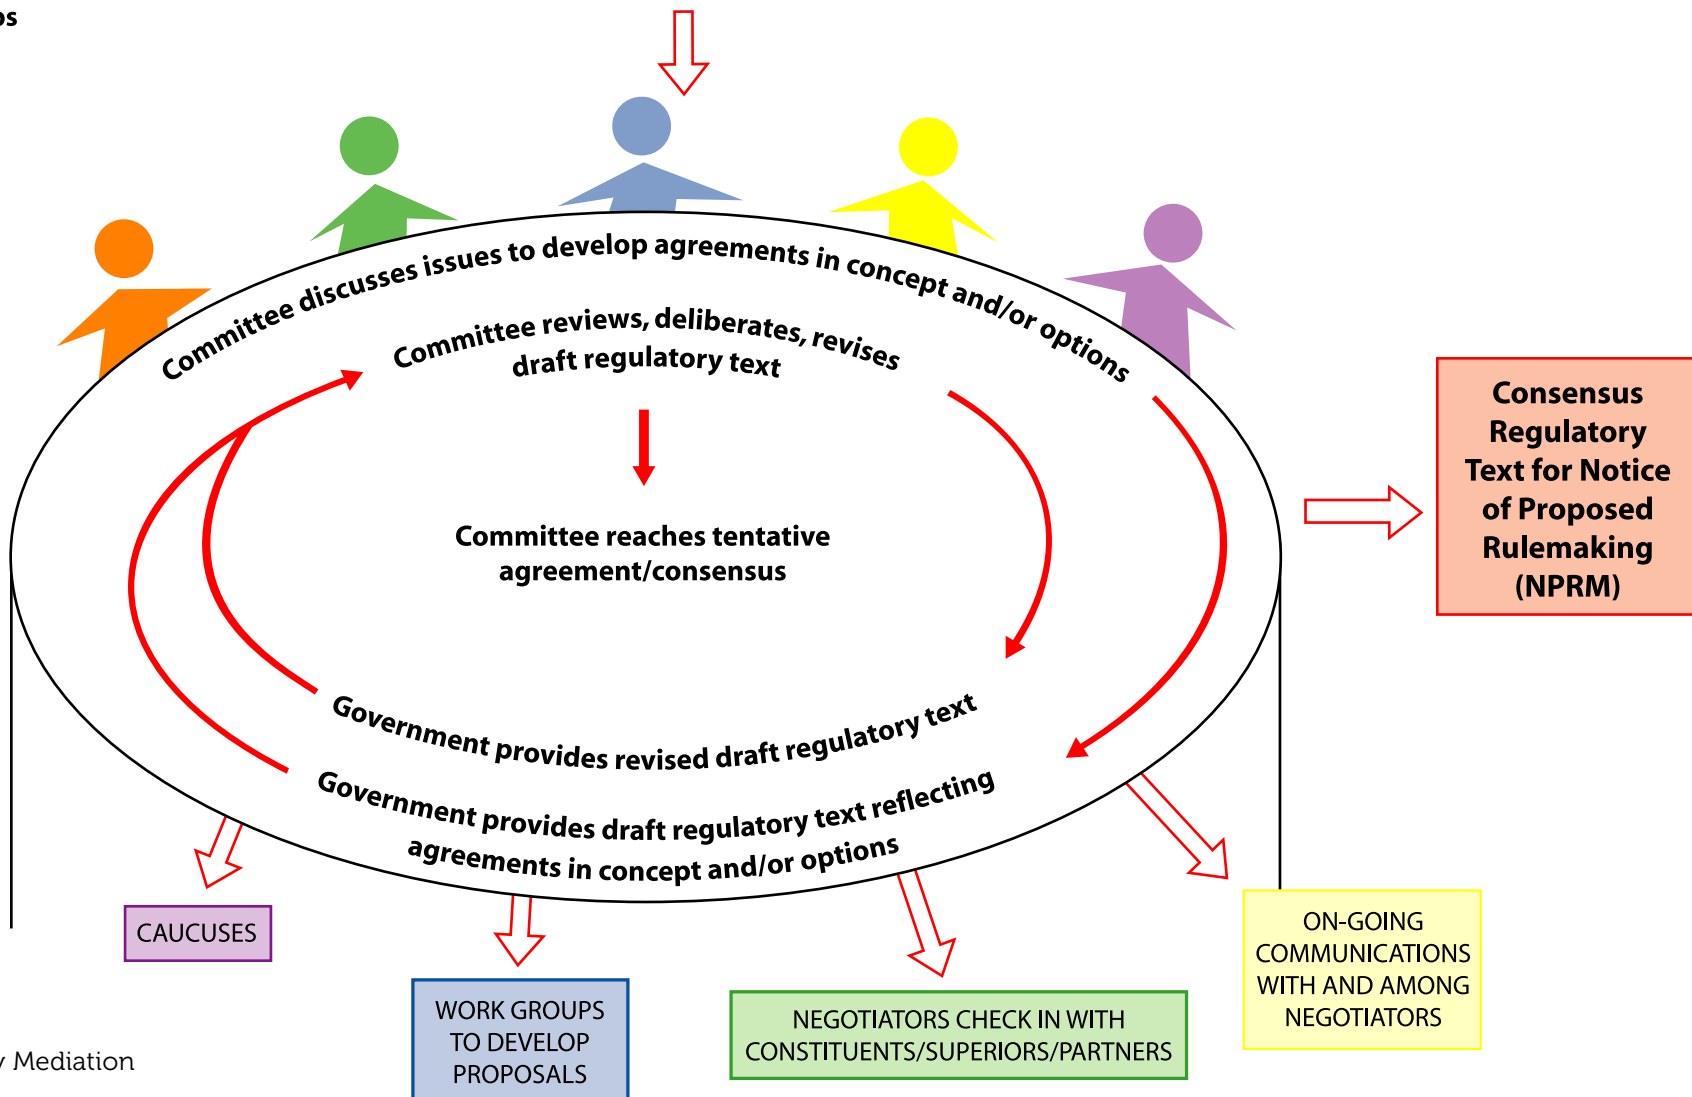 Committee discusses issues to develop agreements in concept and/or options
Committee reviews, deliberates, revises
draft regulatory text
Committee reaches tentative
agreement/consensus
Government provides revised draft regulatory text
Government provides draft regulatory text reflecting
agreements in concept and/or options
Consensus
Regulatory
Text for Notice
of Proposed
Rulemaking
(NPRM)
CAUCUSES
WORK GROUPS
TO DEVELOP
PROPOSALS
NEGOTIATORS CHECK IN WITH
CONSTITUENTS/SUPERIORS/PARTNERS
ON-GOING
COMMUNICATIONS
WITH AND AMONG
NEGOTIATORS
Mediation